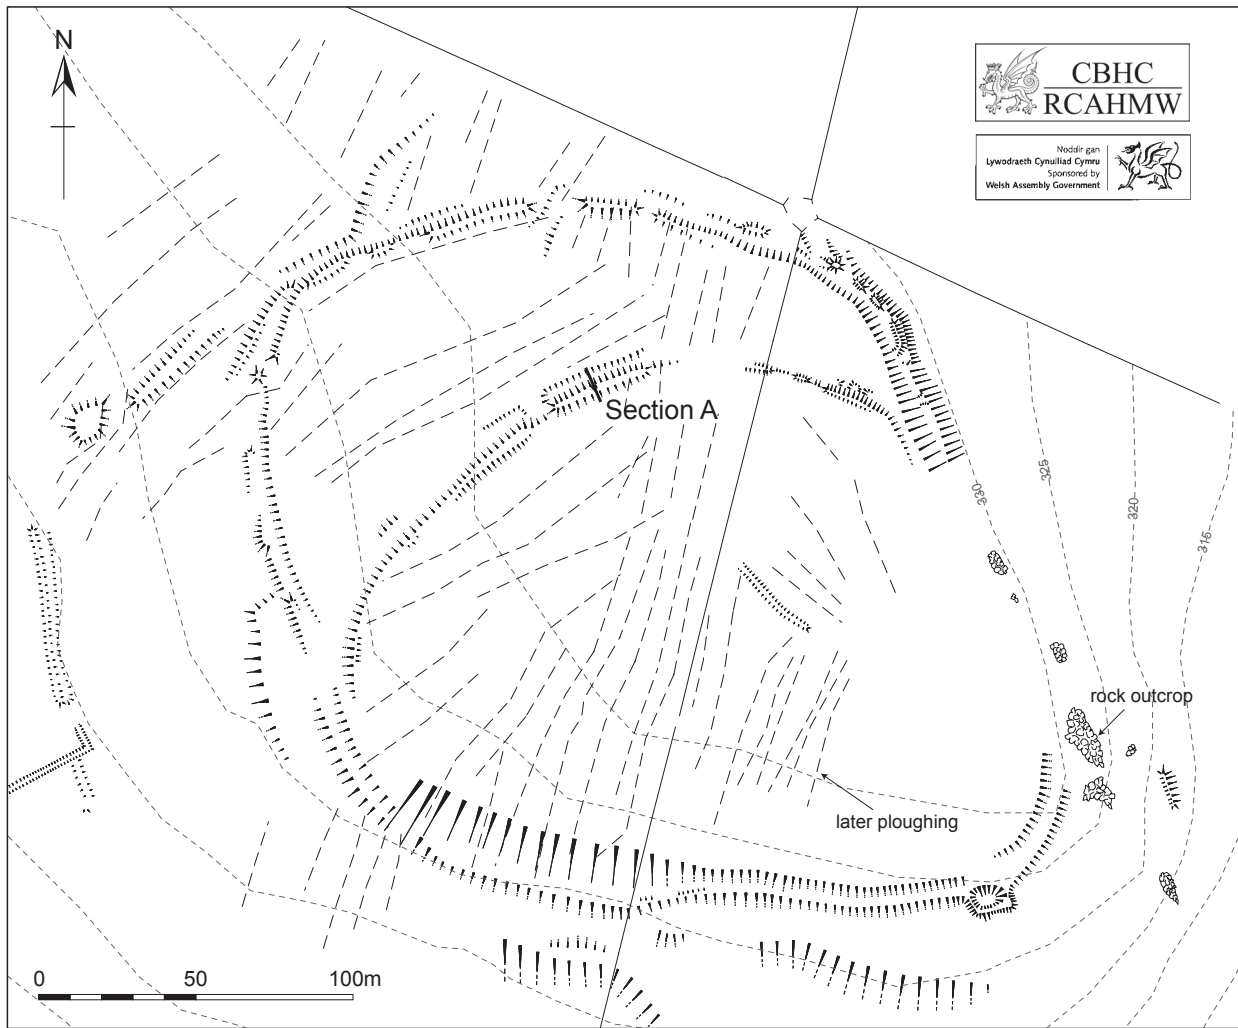 N
CBHC
RCAHMW
Noddir gan
Lywodraeth Cynulliad Cymru
Sponsored by
Welsh Assembly Government
Section A
330
325
320
315
rock outcrop
later ploughing
0 50 100m